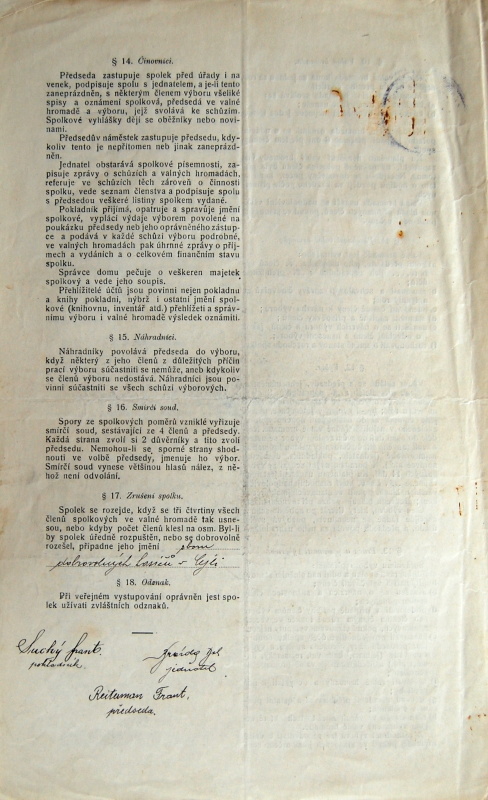 § 14. Činovníci.
Předseda zastupuje spolek před úřady i na
venek, podpisuje spolu s jednatelem, a je-li tento
zaneprázdněn, s některým členem výboru všeliké
spisy a oznámení spolková, předsedá ve valné
hromadě a výboru, jejž svolává ke schůzím.
Spolkové vyhlášky dějí se oběžníky nebo novi-
nami.
Předsedův náměstek zastupuje předsedu, kdy-
koliv tento je nepřítomen neb jinak zaneprázd-
něn.
Jednatel obstarává spolkové písemnosti, za-
pisuje zprávy o schůzích a valných hromadách,
referuje ve schůzích těch zároveň o činnosti
spolku, vede seznam členstva a podpisuje spolu
s předsedou veškeré listiny spolkem vydané.
Pokladník přijímá, opatruje a spravuje jmění
spolkové, vyplácí výdaje výborem povolené na
poukázku předsedy neb jeho oprávněného zástup-
ce a podává v každé schůzi výboru podrobné,
ve valných hromadách pak úhrnné zprávy o příj-
mech a vydáních a o celkovém finančním stavu
spolku.
Správce domu pečuje o veškeren majetek
spolkový a vede jeho soupis.
Přehlížitelé účtů jsou povinni nejen pokladnu
a knihy pokladní, nýbrž i ostatní jmění spol-
kové (knihovnu, inventář atd.) přehlížeti a správ-
nímu výboru i valné hromadě výsledek oznámiti.
§ 15. Náhradníci.
Náhradníky povolává předseda do výboru,
když některý z jeho členů z důležitých příčin
prací výboru súčastniti se nemůže, aneb kdykoliv
se členů výboru nedostává. Náhradníci jsou po-
vinni súčastniti se všech schůzí výborových.
§ 16. Smírčí soud.
Spory ze spolkových poměrů vzniklé vyřizuje
smírčí soud, sestávající ze 4 členů a předsedy.
Každá strana zvolí si 2 důvěrníky a tito zvolí
předsedu. Nemohou-li se sporné strany shod-
nouti ve volbě předsedy, jmenuje ho výbor.
Smírčí soud vynese většinou hlasů nález, z ně-
hož není odvolání.
§ 17. Zrušení spolku.
Spolek se rozejde, když se tři čtvrtiny všech
členů spolkových ve valné hromadě tak usne-
sou, nebo kdyby počet členů klesl na osm. Byl-li
by spolek úředně rozpuštěn, nebo se dobrovolně
rozešel, připadne jeho jmění sboru
dobrovolných hasičů v
§ 18. Odznak.
Při veřejném vystupování oprávněn jest spo-
lek užívati zvláštních odznaků.
Suchý Frant.
pokladník.
jednatel
Reiterman Frant.
předseda.